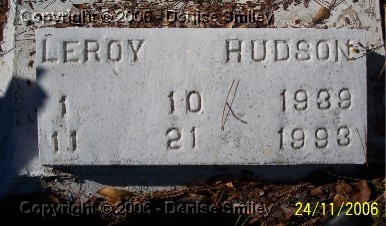 Copyright © 2006 - Denise Smiley
LEROY HUDSON
1 10 1939
11 21 1993
Copyright © 2006 - Denise Smiley
24/11/2006